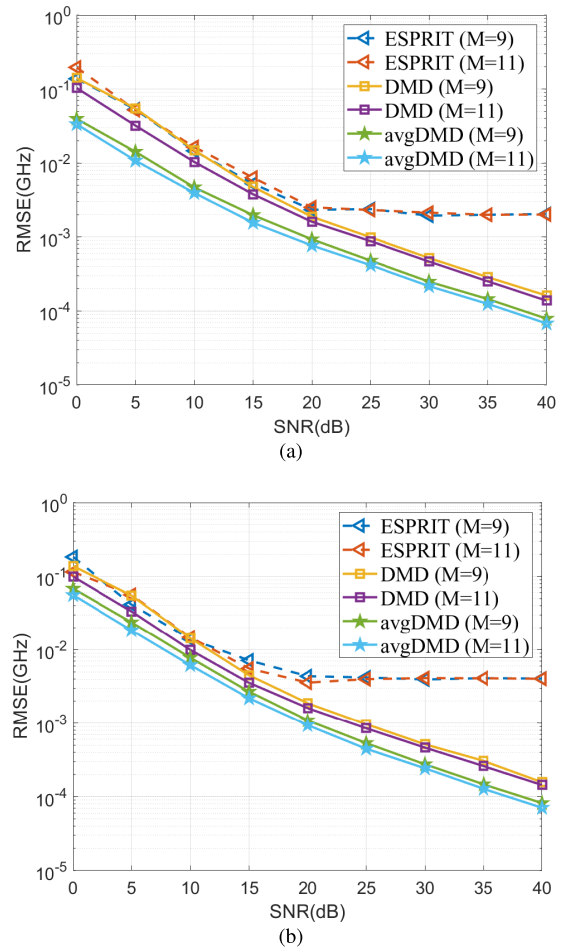 10^0
10^-1
10^-2
10^-3
10^-4
10^-5
RMSE(GHz)
ESPRIT (M=9)
ESPRIT (M=11)
DMD (M=9)
DMD (M=11)
avgDMD (M=9)
avgDMD (M=11)
0 5 10 15 20 25 30 35 40
SNR(dB)
(a)
10^0
10^-1
10^-2
10^-3
10^-4
10^-5
RMSE(GHz)
ESPRIT (M=9)
ESPRIT (M=11)
DMD (M=9)
DMD (M=11)
avgDMD (M=9)
avgDMD (M=11)
0 5 10 15 20 25 30 35 40
SNR(dB)
(b)